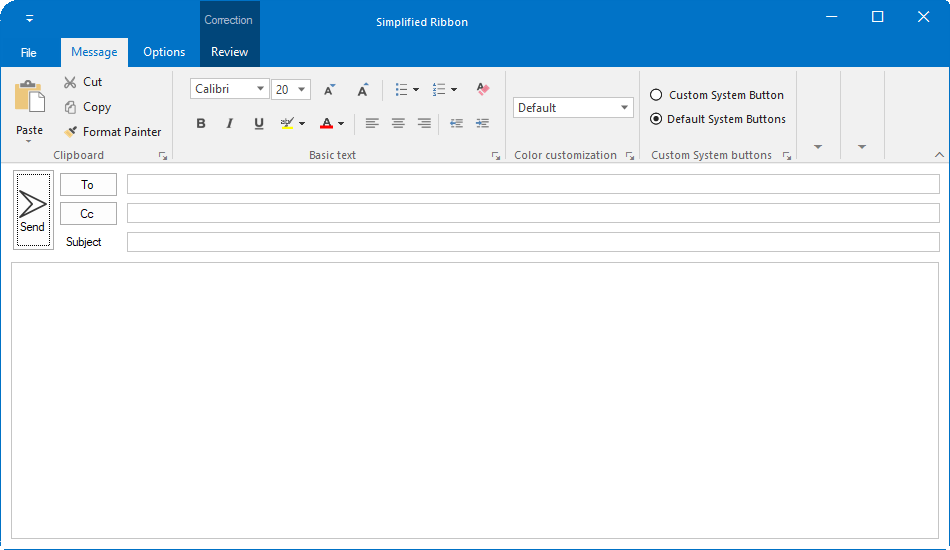 Correction
Simplified Ribbon
File Message Options Review
Cut
Copy
Format Painter
Paste
Clipboard
Calibri 20
B I U ab A
Basic text
Default
Color customization
Custom System Button
Default System Buttons
Custom System buttons
Send
To
Cc
Subject